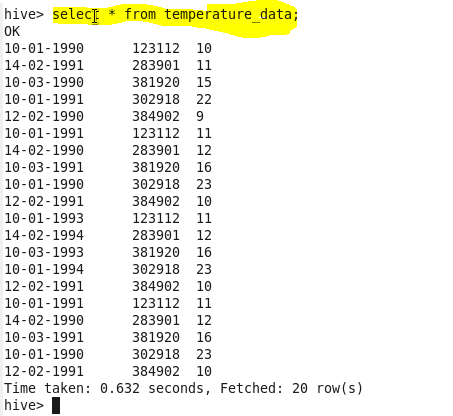 hive> select * from temperature_data;
OK
10-01-1990 123112 10
14-02-1991 283901 11
10-03-1990 381920 15
10-01-1991 302918 22
12-02-1990 384902 9
10-01-1991 123112 11
14-02-1990 283901 12
10-03-1991 381920 16
10-01-1990 302918 23
12-02-1991 384902 10
10-01-1993 123112 11
14-02-1994 283901 12
10-03-1993 381920 16
10-01-1994 302918 23
12-02-1991 384902 10
10-01-1991 123112 11
14-02-1990 283901 12
10-03-1991 381920 16
10-01-1990 302918 23
12-02-1991 384902 10
Time taken: 0.632 seconds, Fetched: 20 row(s)
hive>